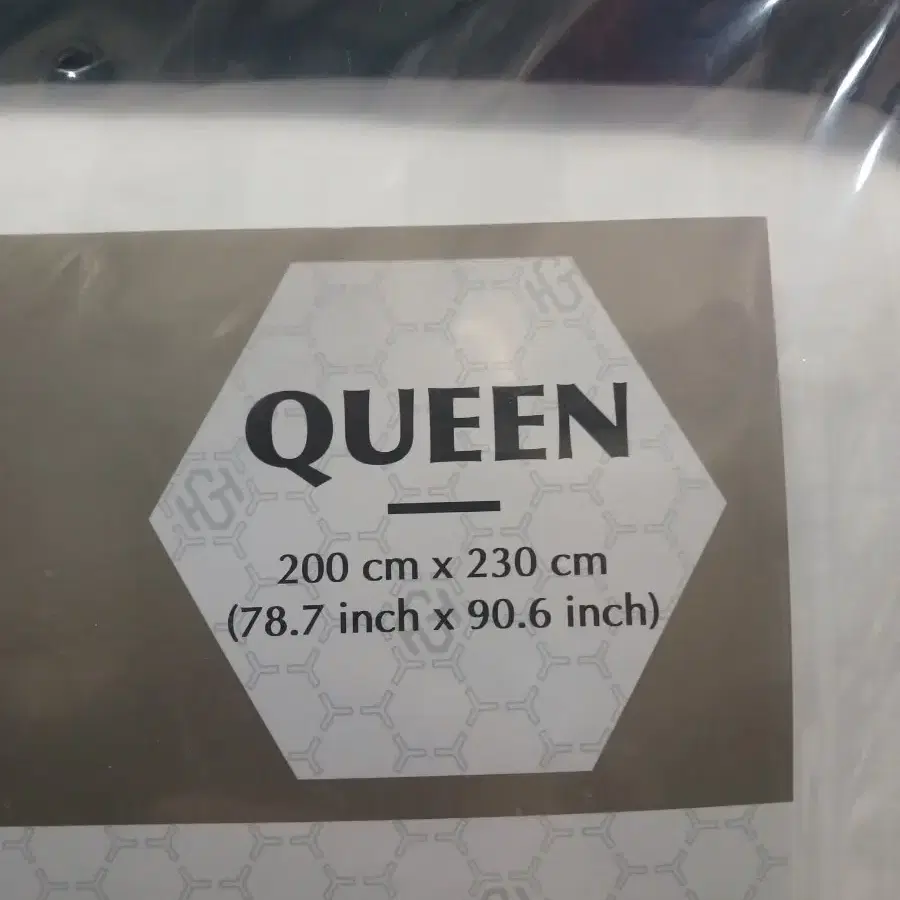 QUEEN
200 cm x 230 cm
(78.7 inch x 90.6 inch)